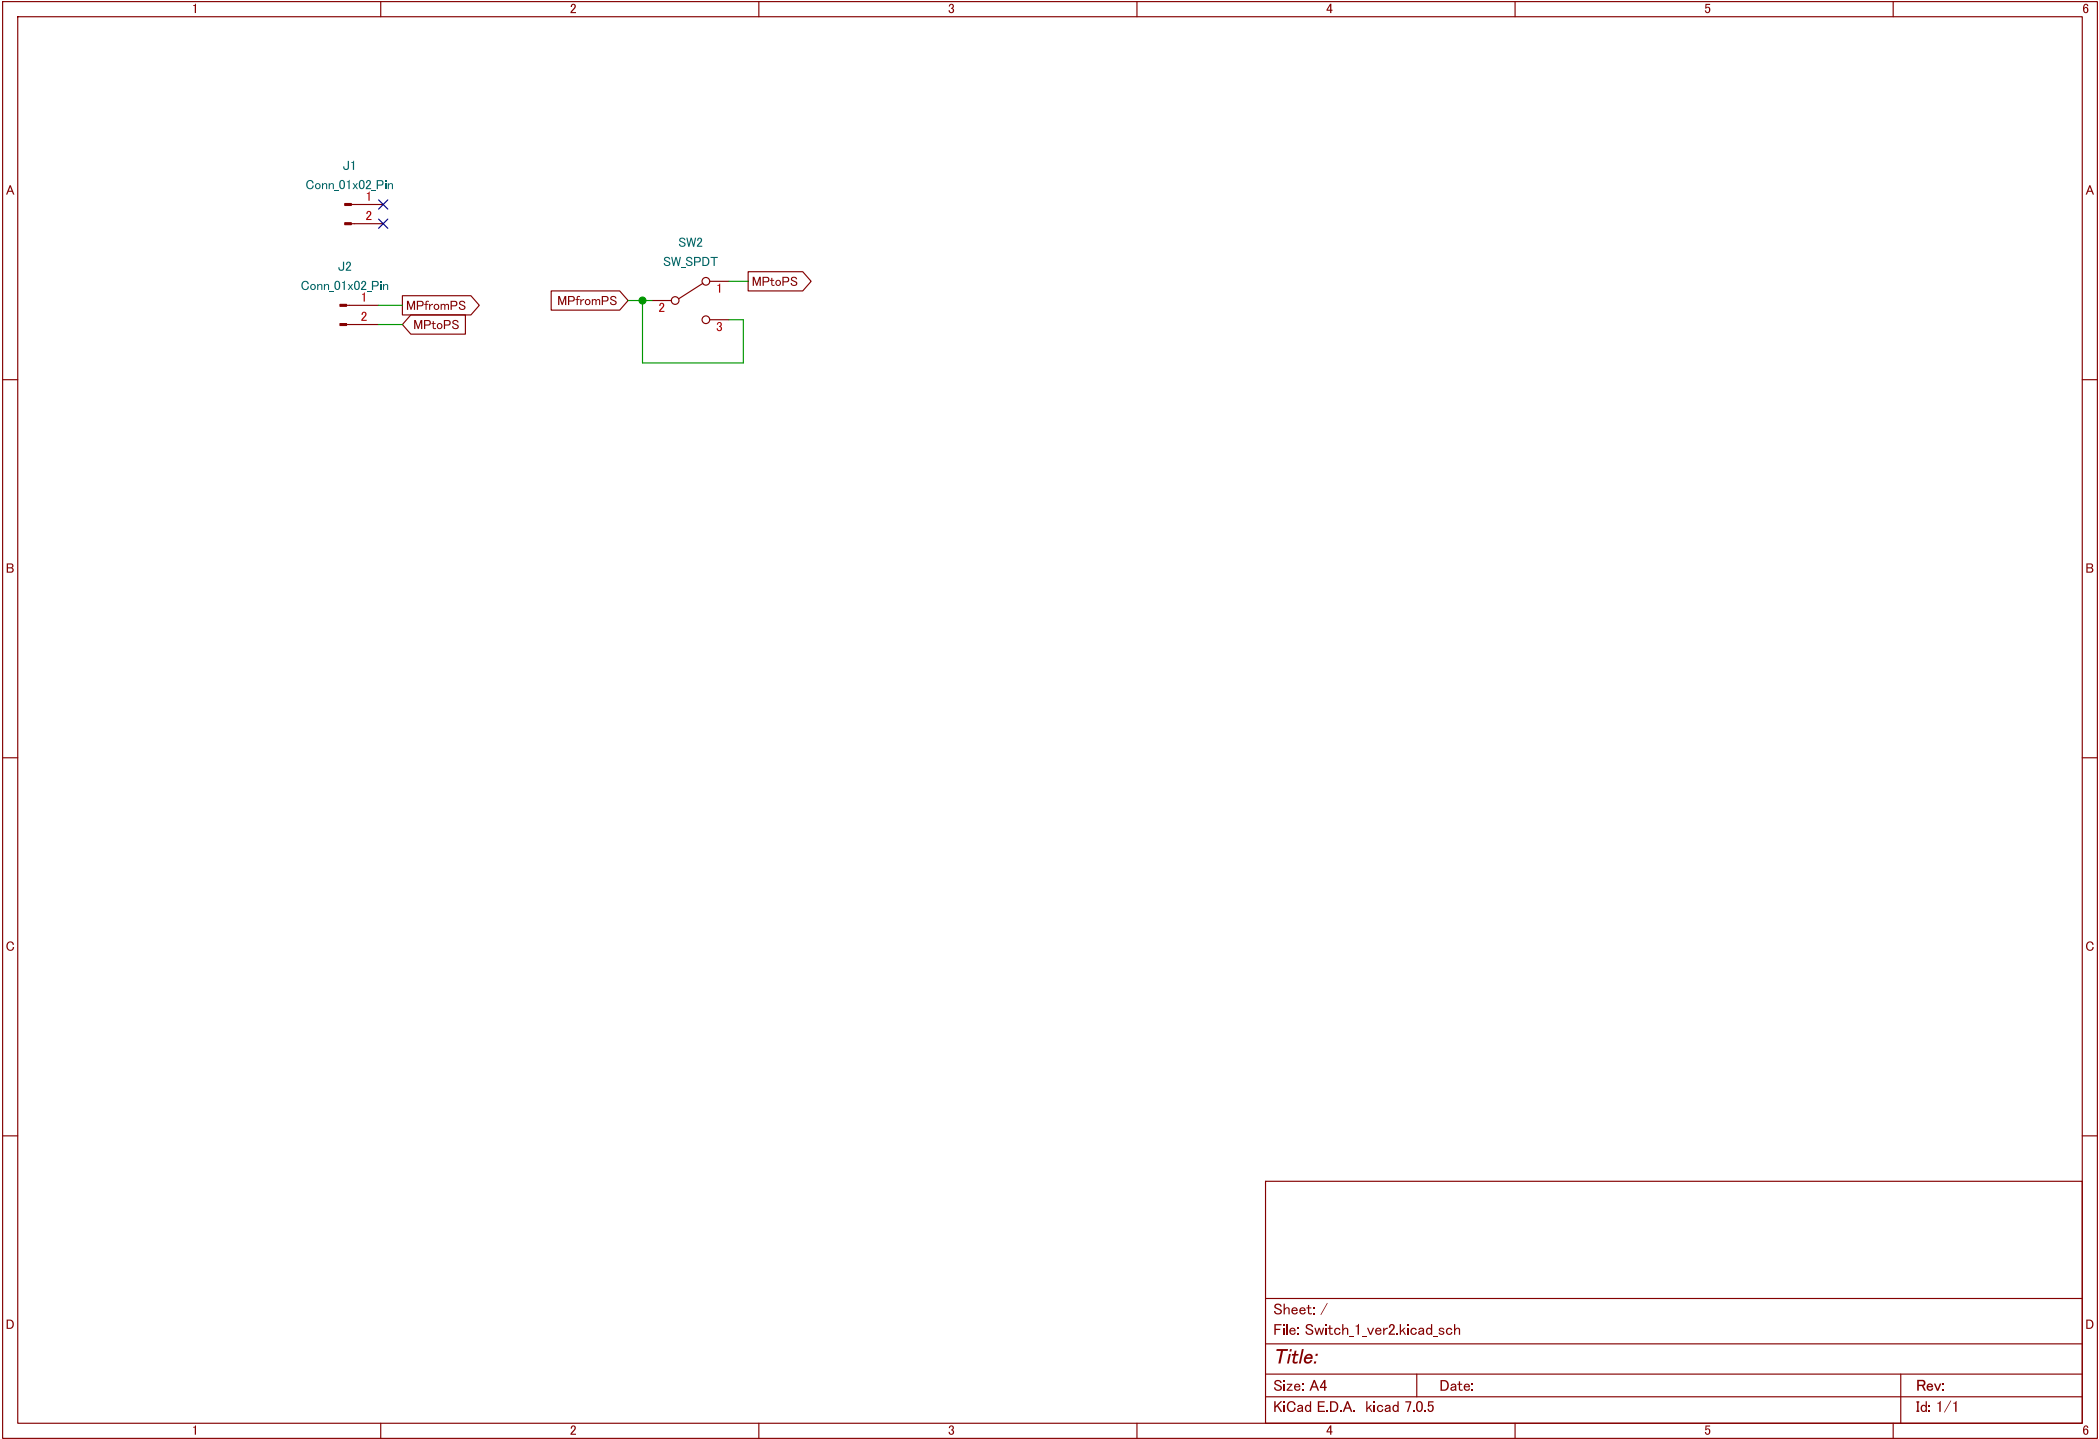 1 2 3 4 5 6
A A
J1
Conn_01x02_Pin
1
2
J2
Conn_01x02_Pin
1 MPfromPS
2 MPtoPS
SW2
SW_SPDT
MPfromPS 2 1 MPtoPS
3
B B
C C
D D
Sheet: /
File: Switch_1_ver2.kicad_sch
Title:
Size: A4 Date: Rev:
KiCad E.D.A. kicad 7.0.5 Id: 1/1
1 2 3 4 5 6